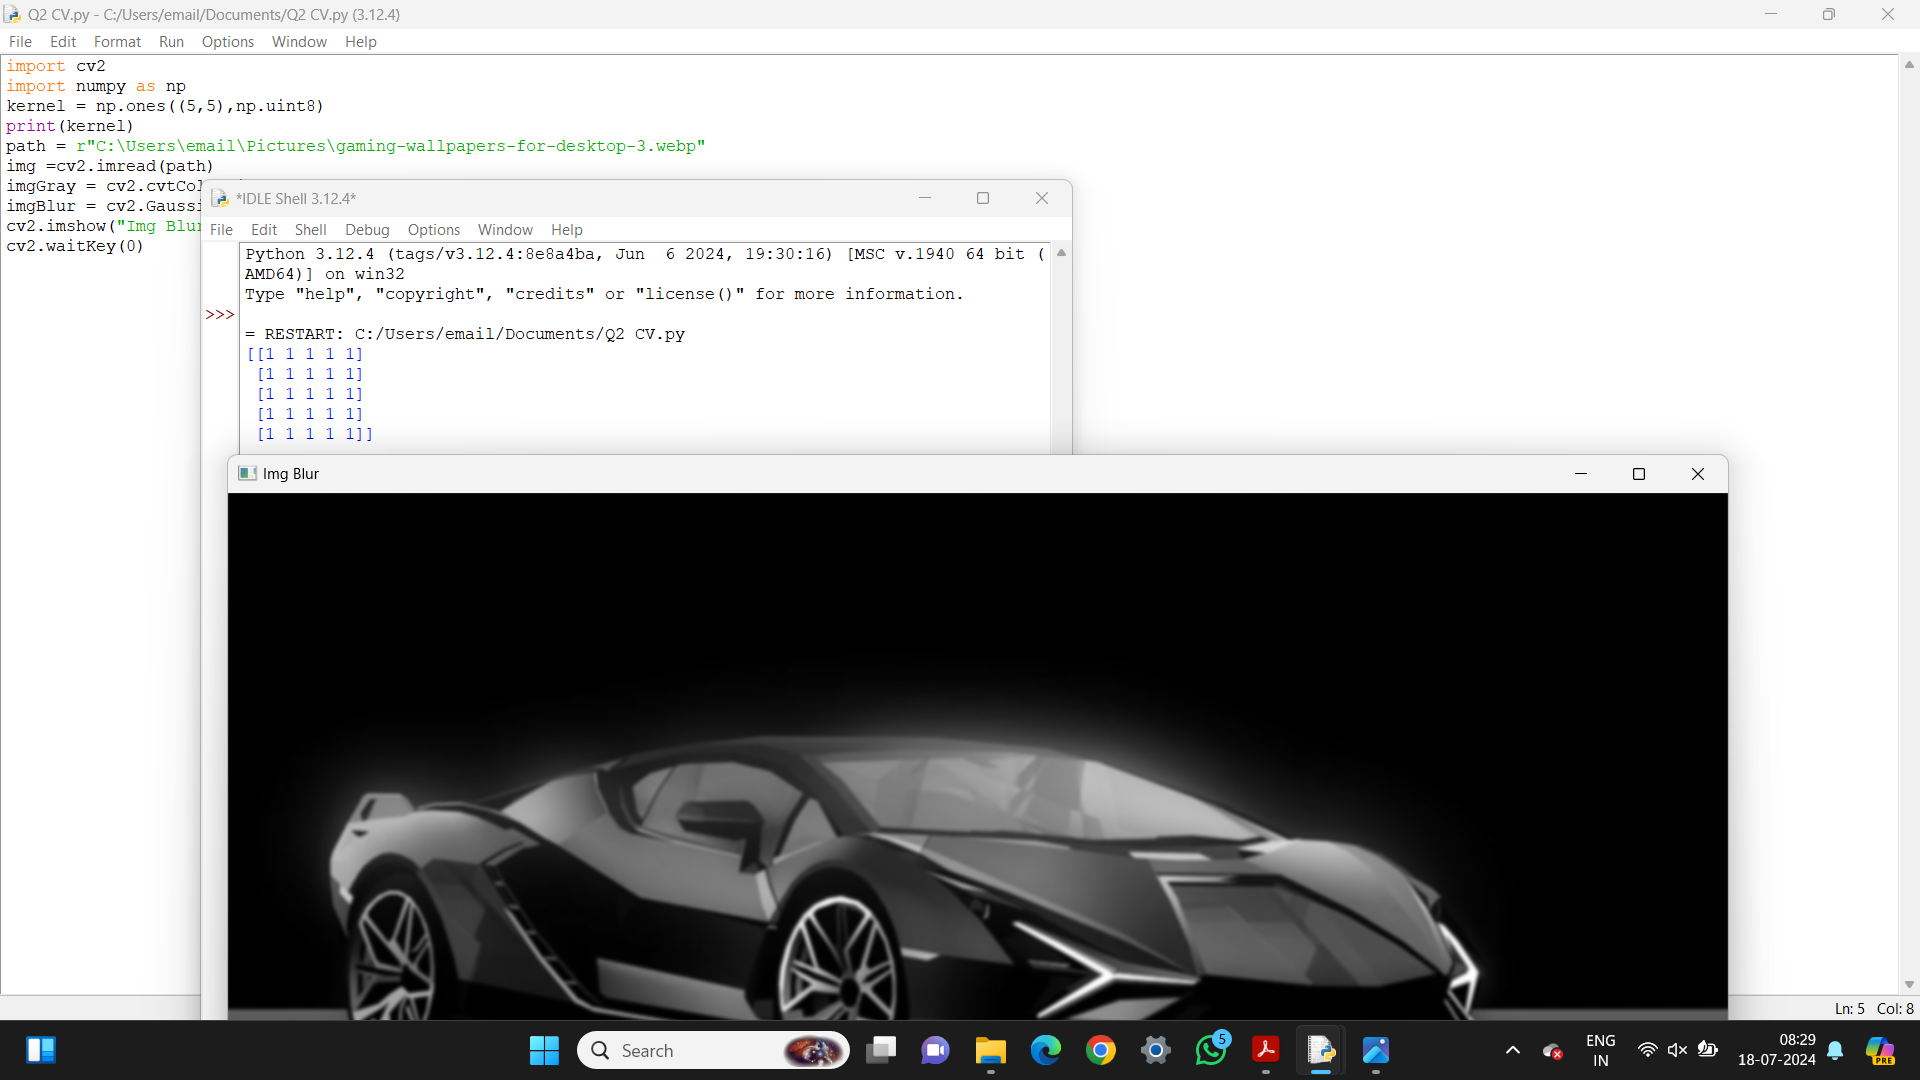 Q2 CV.py - C:/Users/email/Documents/Q2 CV.py (3.12.4)
File Edit Format Run Options Window Help
import cv2
import numpy as np
kernel = np.ones((5,5),np.uint8)
print(kernel)
path = r"C:\Users\email\Pictures\gaming-wallpapers-for-desktop-3.webp"
img =cv2.imread(path)
imgGray = cv2.cvtCol
imgBlur = cv2.Gaussi
cv2.imshow("Img Blur
cv2.waitKey(0)
*IDLE Shell 3.12.4*
File Edit Shell Debug Options Window Help
Python 3.12.4 (tags/v3.12.4:8e8a4ba, Jun  6 2024, 19:30:16) [MSC v.1940 64 bit (
AMD64)] on win32
Type "help", "copyright", "credits" or "license()" for more information.
>>>
= RESTART: C:/Users/email/Documents/Q2 CV.py
[[1 1 1 1 1]
 [1 1 1 1 1]
 [1 1 1 1 1]
 [1 1 1 1 1]
 [1 1 1 1 1]]
Img Blur
Ln: 5 Col: 8
Search
5
ENG
IN
08:29
18-07-2024
PRE